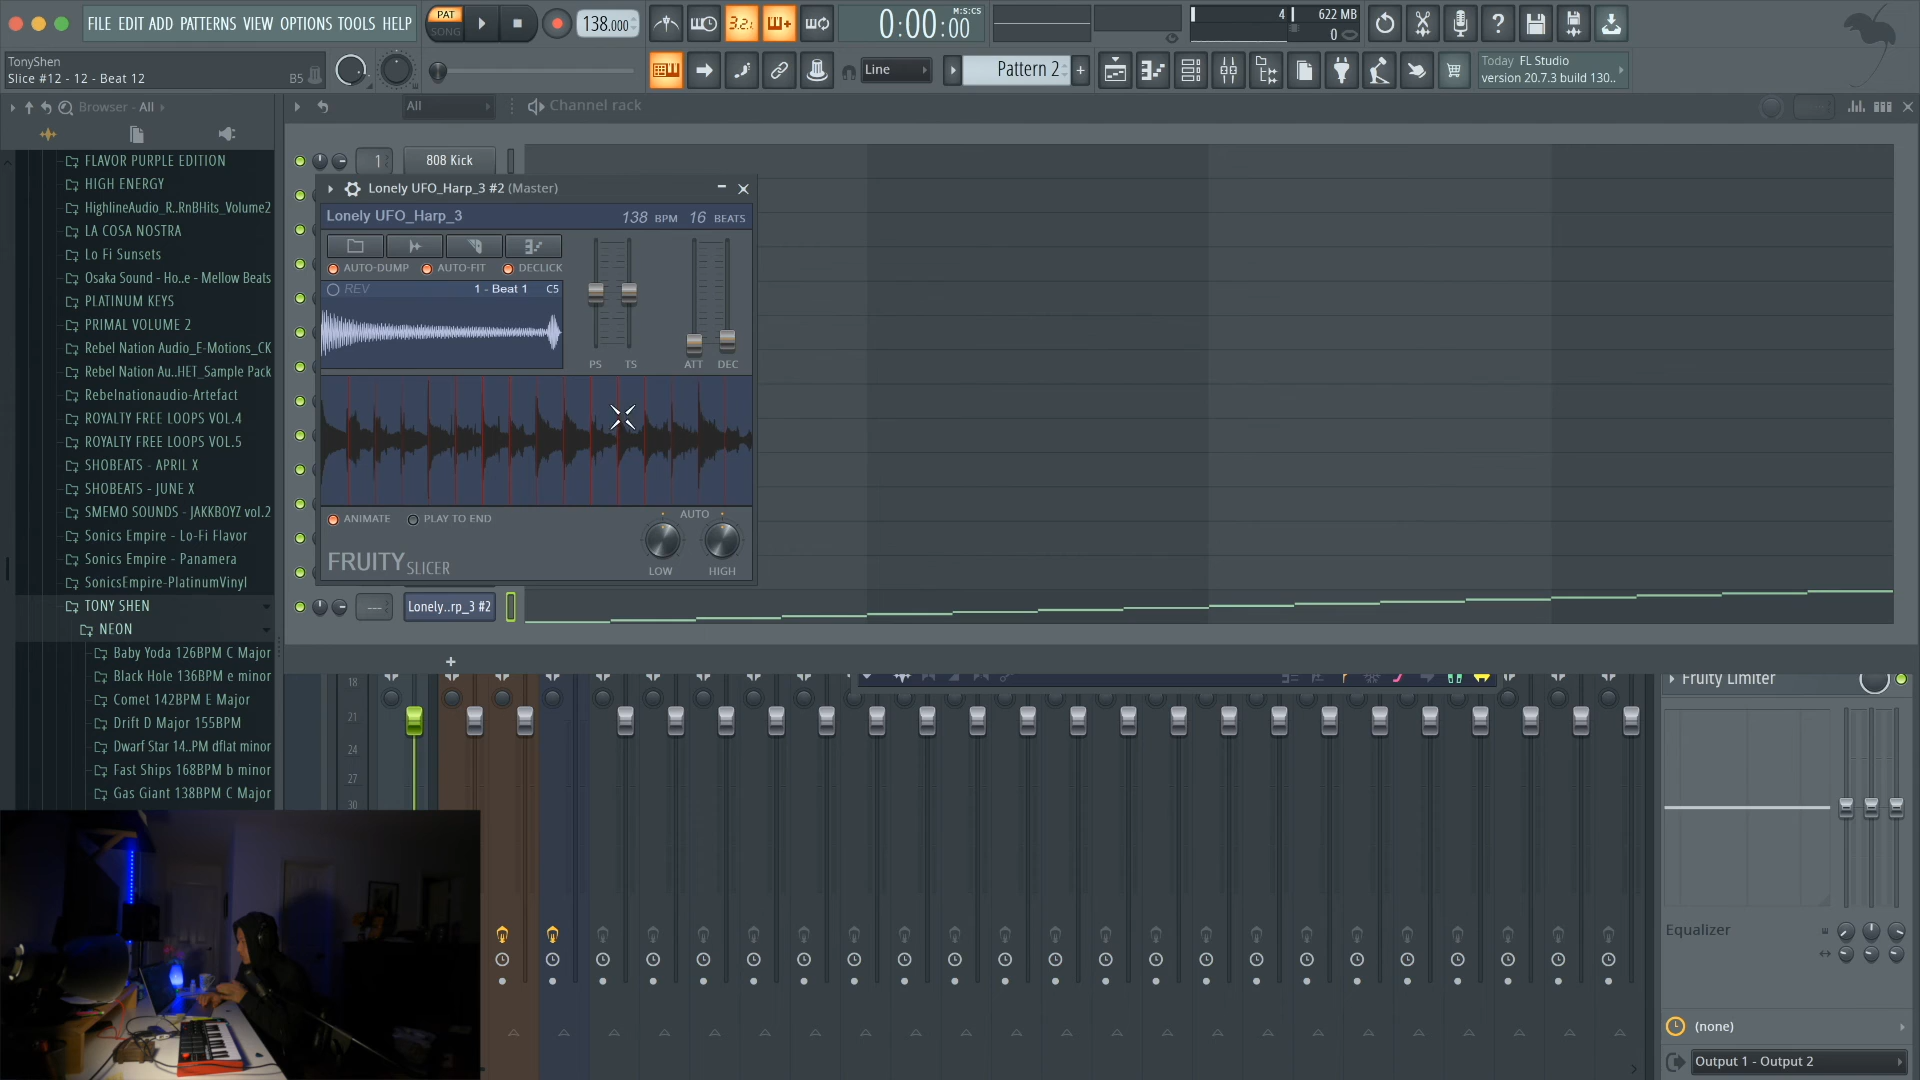 FILE EDIT ADD PATTERNS VIEW OPTIONS TOOLS HELP
PAT
SONG
138.000
3.2.
0:00:00
M:S:CS
4
622 MB
0
TonyShen
Slice #12 - 12 - Beat 12
B5
Line
Pattern 2
+
Today FL Studio
version 20.7.3 build 130..
Browser - All
All
Channel rack
FLAVOR PURPLE EDITION
HIGH ENERGY
HighlineAudio_R..RnBHits_Volume2
LA COSA NOSTRA
Lo Fi Sunsets
Osaka Sound - Ho..e - Mellow Beats
PLATINUM KEYS
PRIMAL VOLUME 2
Rebel Nation Audio_E-Motions_CK
Rebel Nation Au..HET_Sample Pack
Rebelnationaudio-Artefact
ROYALTY FREE LOOPS VOL.4
ROYALTY FREE LOOPS VOL.5
SHOBEATS - APRIL X
SHOBEATS - JUNE X
SMEMO SOUNDS - JAKKBOYZ vol.2
Sonics Empire - Lo-Fi Flavor
Sonics Empire - Panamera
SonicsEmpire-PlatinumVinyl
TONY SHEN
NEON
Baby Yoda 126BPM C Major
Black Hole 136BPM e minor
Comet 142BPM E Major
Drift D Major 155BPM
Dwarf Star 14..PM dflat minor
Fast Ships 168BPM b minor
Gas Giant 138BPM C Major
1
808 Kick
Lonely UFO_Harp_3 #2 (Master)
Lonely UFO_Harp_3
138 BPM 16 BEATS
AUTO-DUMP AUTO-FIT DECLICK
REV
1 - Beat 1 C5
PS TS ATT DEC
ANIMATE PLAY TO END
AUTO
FRUITY SLICER
LOW HIGH
---
Lonely..rp_3 #2
+
18
21
24
27
30
Fruity Limiter
Equalizer
(none)
Output 1 - Output 2